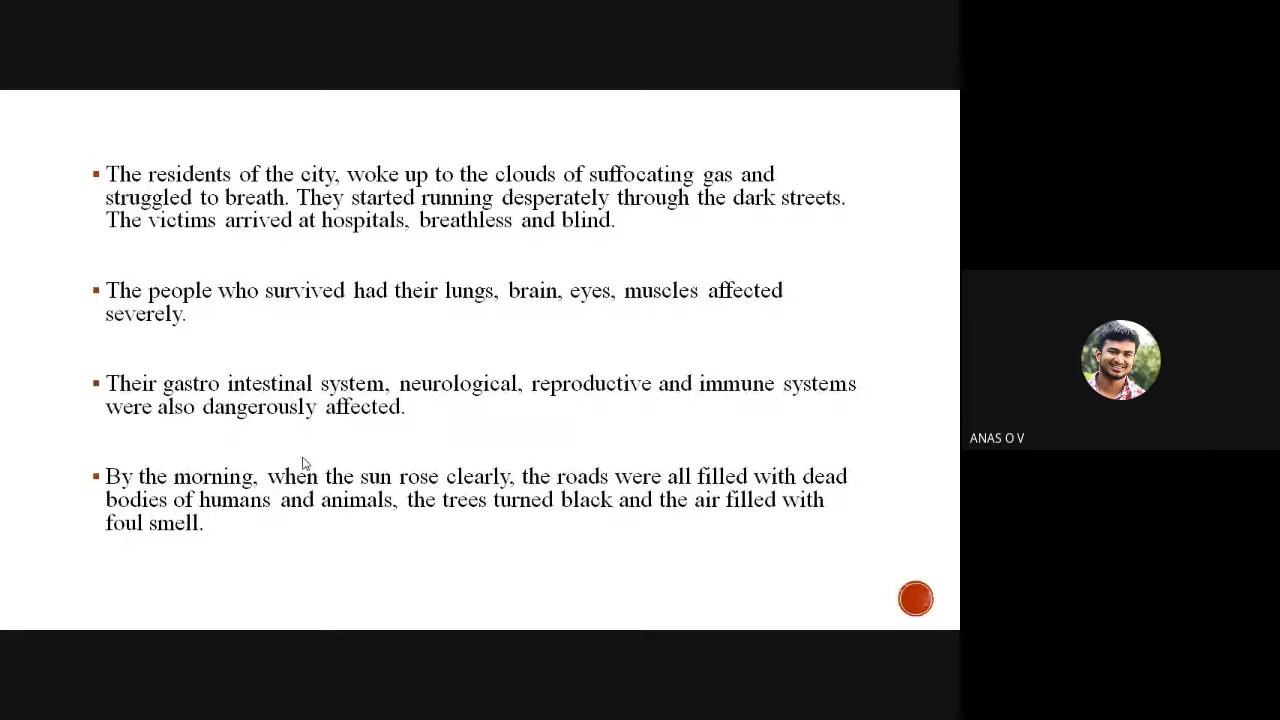 The residents of the city, woke up to the clouds of suffocating gas and
struggled to breath. They started running desperately through the dark streets.
The victims arrived at hospitals, breathless and blind.
The people who survived had their lungs, brain, eyes, muscles affected
severely.
Their gastro intestinal system, neurological, reproductive and immune systems
were also dangerously affected.
By the morning, when the sun rose clearly, the roads were all filled with dead
bodies of humans and animals, the trees turned black and the air filled with
foul smell.
ANAS O V